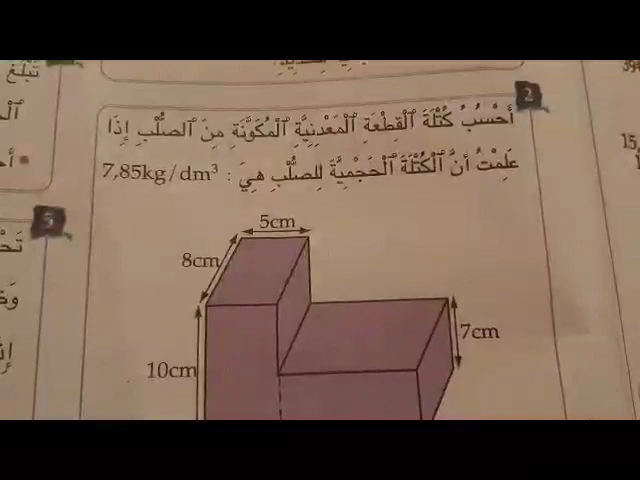 2
أَحْسُبُ كُتْلَةَ ٱلْقِطْعَةِ ٱلْمَعْدِنِيَّةِ ٱلْمُكَوَّنَةِ مِنَ ٱلصُّلْبِ إِذَا
عَلِمْتُ أَنَّ ٱلْكُتْلَةَ ٱلْحَجْمِيَّةَ لِلصُّلْبِ هِيَ : 7,85kg/dm³
5cm
8cm
7cm
10cm
5